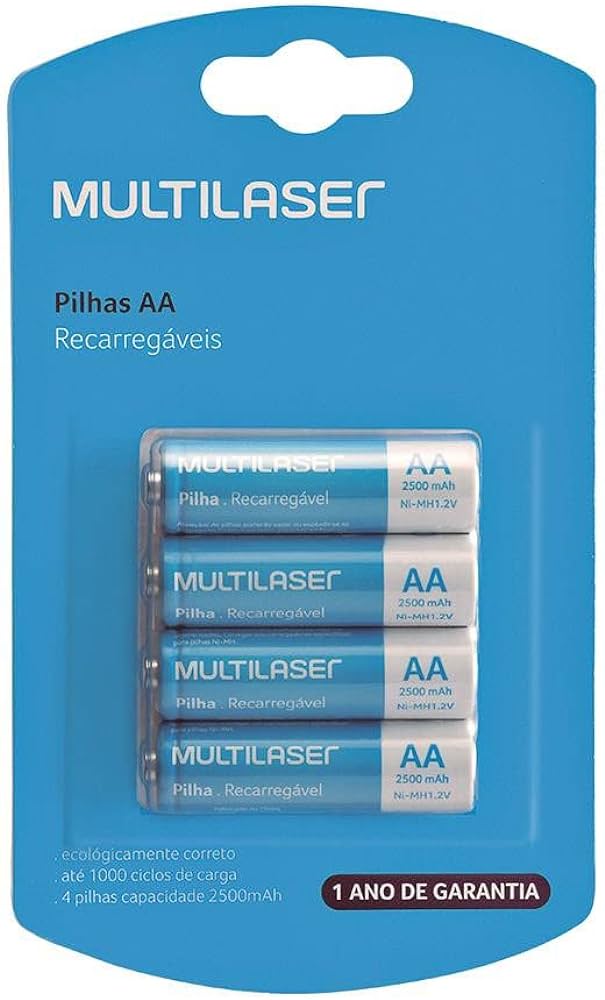 MULTILASER
Pilhas AA
Recarregáveis
MULTILASER
Pilha . Recarregável
AA
2500 mAh
Ni-MH1.2V
MULTILASER
Pilha . Recarregável
AA
2500 mAh
Ni-MH1.2V
MULTILASER
Pilha . Recarregável
AA
2500 mAh
Ni-MH1.2V
MULTILASER
Pilha . Recarregável
AA
2500 mAh
Ni-MH1.2V
. ecológicamente correto
. até 1000 ciclos de carga
. 4 pilhas capacidade 2500mAh
1 ANO DE GARANTIA